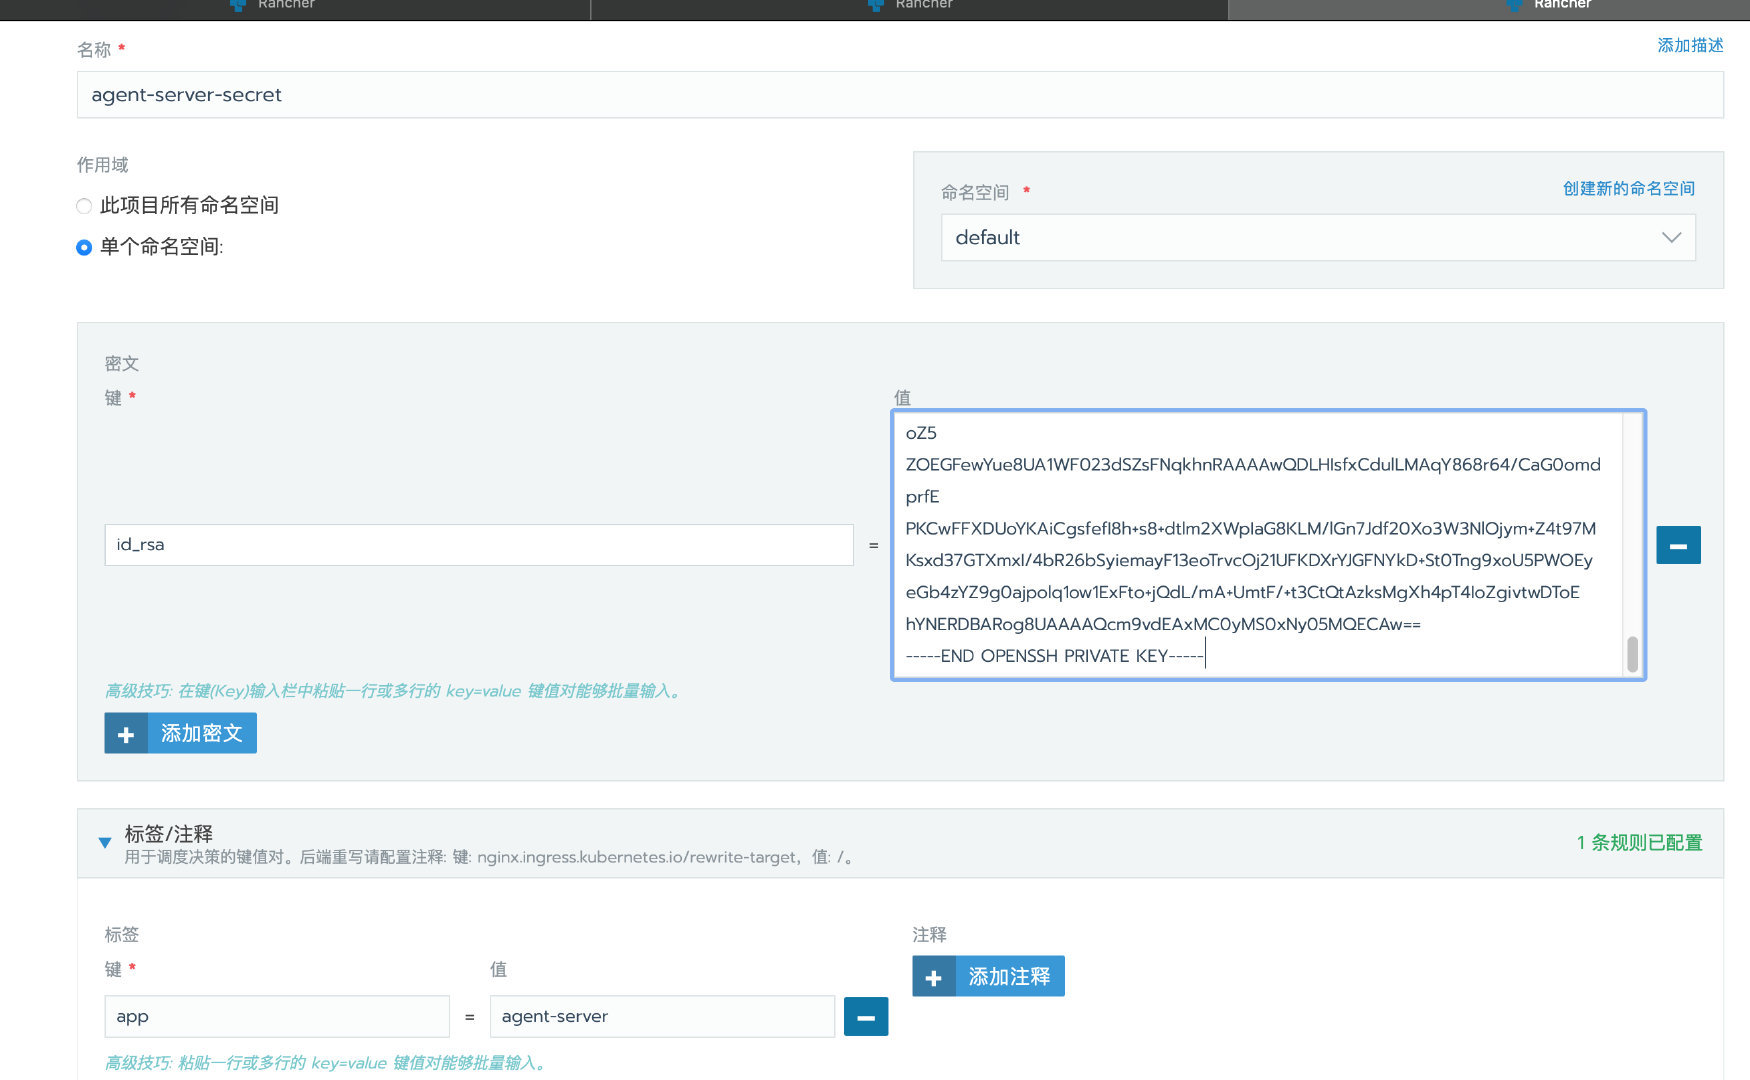 Rancher
Rancher
Rancher
名称 *
添加描述
agent-server-secret
作用域
此项目所有命名空间
单个命名空间:
命名空间 *
创建新的命名空间
default
密文
键 *
值
oZ5
ZOEGFewYue8UA1WF023dSZsFNqkhnRAAAAwQDLHIsfxCdulLMAqY868r64/CaG0omd
prfE
PKCwFFXDUoYKAiCgsfefI8h+s8+dtlm2XWpIaG8KLM/lGn7Jdf20Xo3W3NlOjym+Z4t97M
Ksxd37GTXmxl/4bR26bSyiemayF13eoTrvcOj21UFKDXrYJGFNYkD+St0Tng9xoU5PWOEy
eGb4zYZ9g0ajpolq1ow1ExFto+jQdL/mA+UmtF/+t3CtQtAzksMgXh4pT4IoZgivtwDToE
hYNERDBARog8UAAAAQcm9vdEAxMC0yMS0xNy05MQECAw==
-----END OPENSSH PRIVATE KEY-----
id_rsa
=
高级技巧: 在键(Key)输入栏中粘贴一行或多行的 key=value 键值对能够批量输入。
添加密文
标签/注释
用于调度决策的键值对。后端重写请配置注释: 键: nginx.ingress.kubernetes.io/rewrite-target，值: /。
1 条规则已配置
标签
注释
键 *
值
添加注释
app
=
agent-server
高级技巧: 粘贴一行或多行的 key=value 键值对能够批量输入。